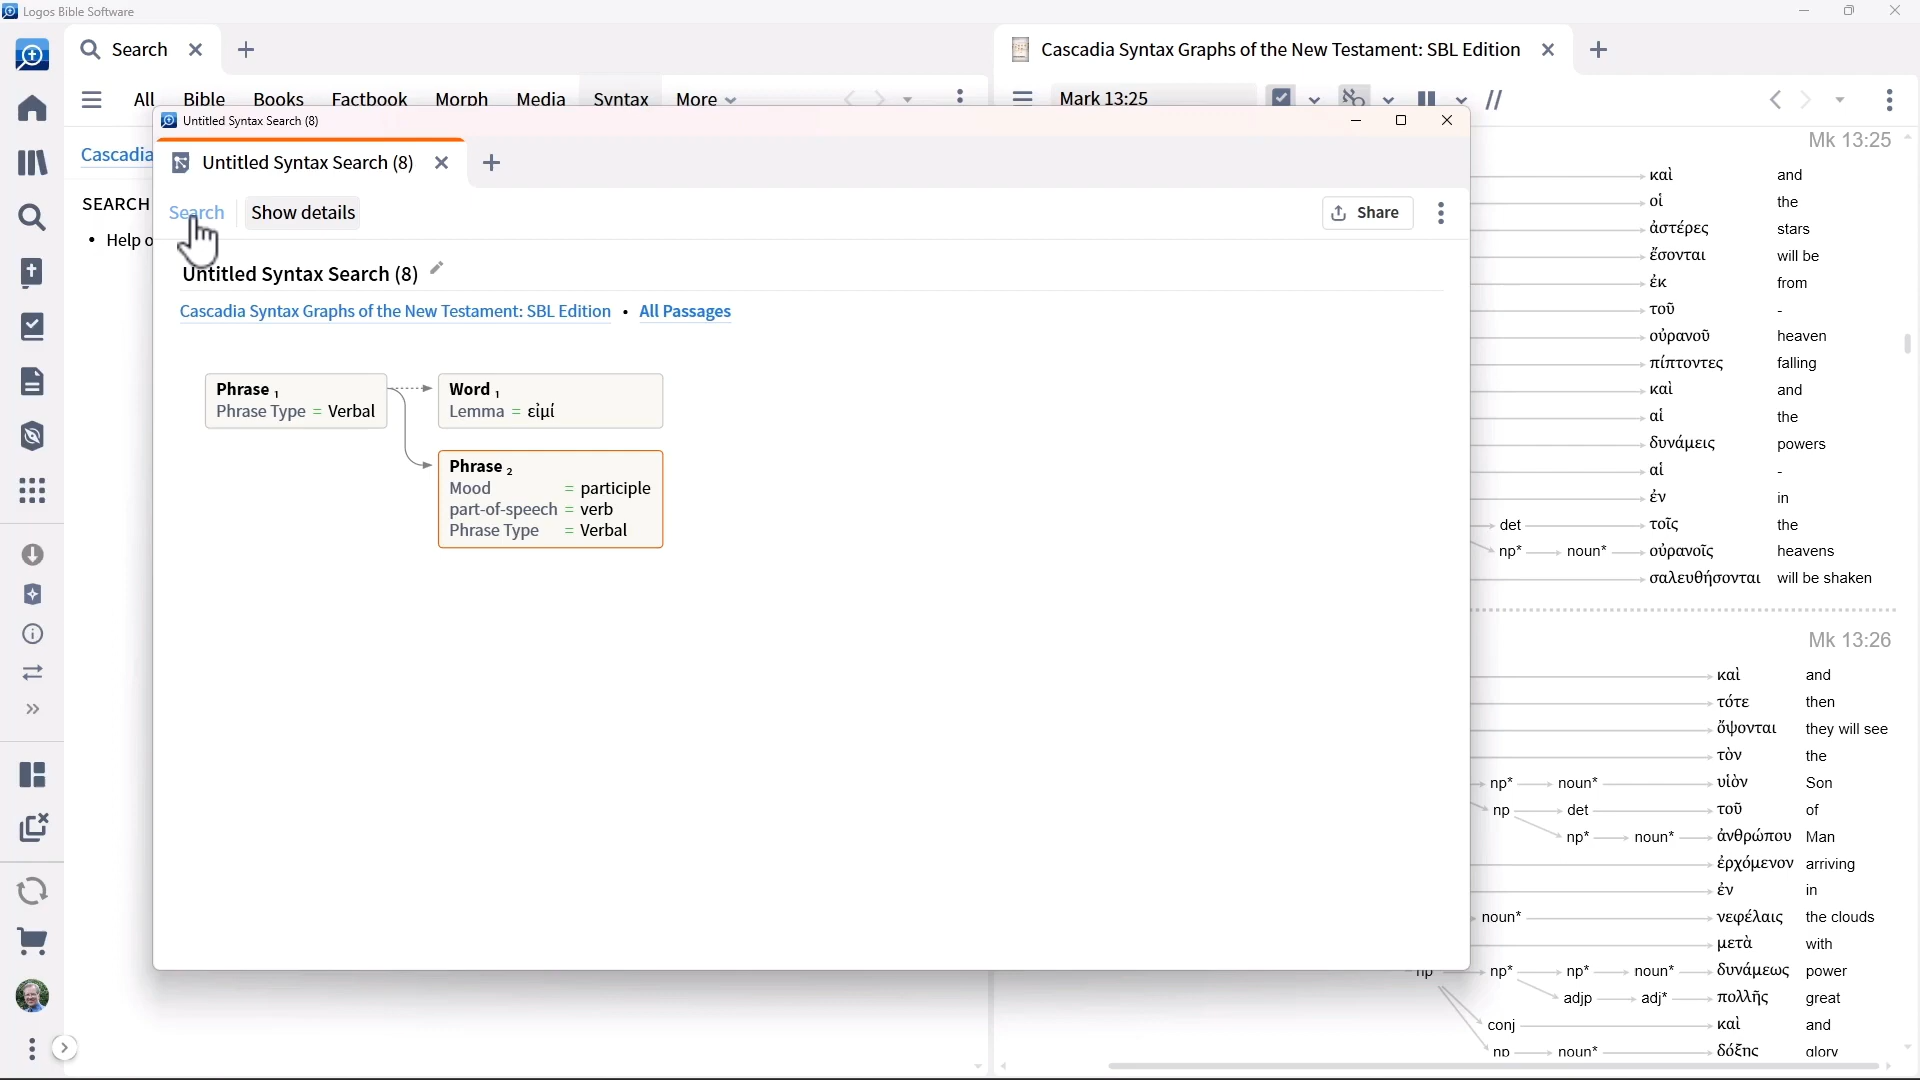 Logos Bible Software
Search
Cascadia Syntax Graphs of the New Testament: SBL Edition
All Bible Books Factbook Morph Media Syntax More
Mark 13:25
Cascadia
SEARCH
• Help o
Untitled Syntax Search (8)
Untitled Syntax Search (8)
Search Show details
Share
Untitled Syntax Search (8)
Cascadia Syntax Graphs of the New Testament: SBL Edition • All Passages
Phrase 1
Phrase Type = Verbal
Word 1
Lemma = εἰμί
Phrase 2
Mood = participle
part-of-speech = verb
Phrase Type = Verbal
Mk 13:25
καὶ and
οἱ the
ἀστέρες stars
ἔσονται will be
ἐκ from
τοῦ -
οὐρανοῦ heaven
πίπτοντες falling
καὶ and
αἱ the
δυνάμεις powers
αἱ -
ἐν in
det τοῖς the
np* noun* οὐρανοῖς heavens
σαλευθήσονται will be shaken
Mk 13:26
καὶ and
τότε then
ὄψονται they will see
τὸν the
np* noun* υἱὸν Son
np det τοῦ of
np* noun* ἀνθρώπου Man
ἐρχόμενον arriving
ἐν in
noun* νεφέλαις the clouds
μετὰ with
np np* np* noun* δυνάμεως power
adjp adj* πολλῆς great
conj καὶ and
np noun* δόξης glory